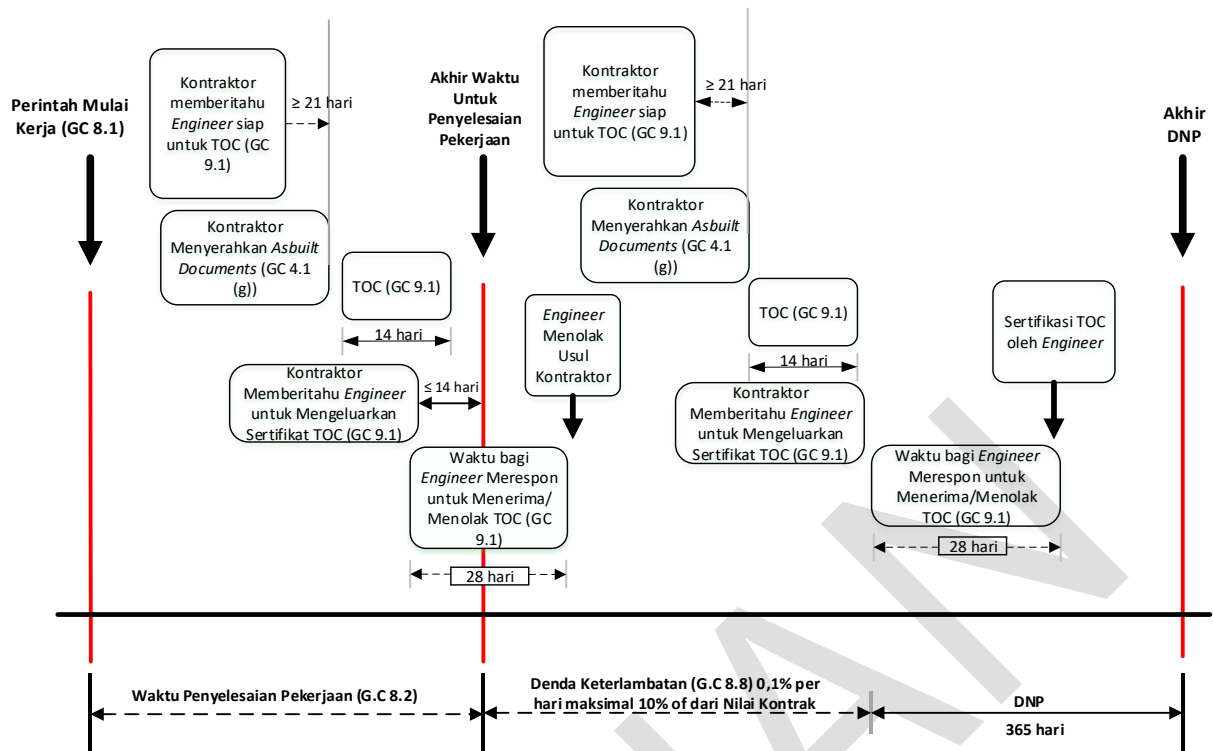 Perintah Mulai
Kerja (GC 8.1)
Kontraktor
memberitahu
Engineer siap
untuk TOC (GC
9.1)
≥ 21 hari
Kontraktor
Menyerahkan Asbuilt
Documents (GC 4.1
(g))
TOC (GC 9.1)
14 hari
Kontraktor
Memberitahu Engineer
untuk Mengeluarkan
Sertifikat TOC (GC 9.1)
≤ 14 hari
Akhir Waktu
Untuk
Penyelesaian
Pekerjaan
Waktu bagi
Engineer Merespon
untuk Menerima/
Menolak TOC (GC
9.1)
28 hari
Engineer
Menolak
Usul
Kontraktor
Kontraktor
memberitahu
Engineer siap
untuk TOC (GC 9.1)
≥ 21 hari
Kontraktor
Menyerahkan Asbuilt
Documents (GC 4.1
(g))
TOC (GC 9.1)
14 hari
Kontraktor
Memberitahu Engineer
untuk Mengeluarkan
Sertifikat TOC (GC 9.1)
Sertifikasi TOC
oleh Engineer
Waktu bagi Engineer
Merespon untuk
Menerima/Menolak
TOC (GC 9.1)
28 hari
Akhir
DNP
Waktu Penyelesaian Pekerjaan (G.C 8.2)
Denda Keterlambatan (G.C 8.8) 0,1% per
hari maksimal 10% of dari Nilai Kontrak
DNP
365 hari